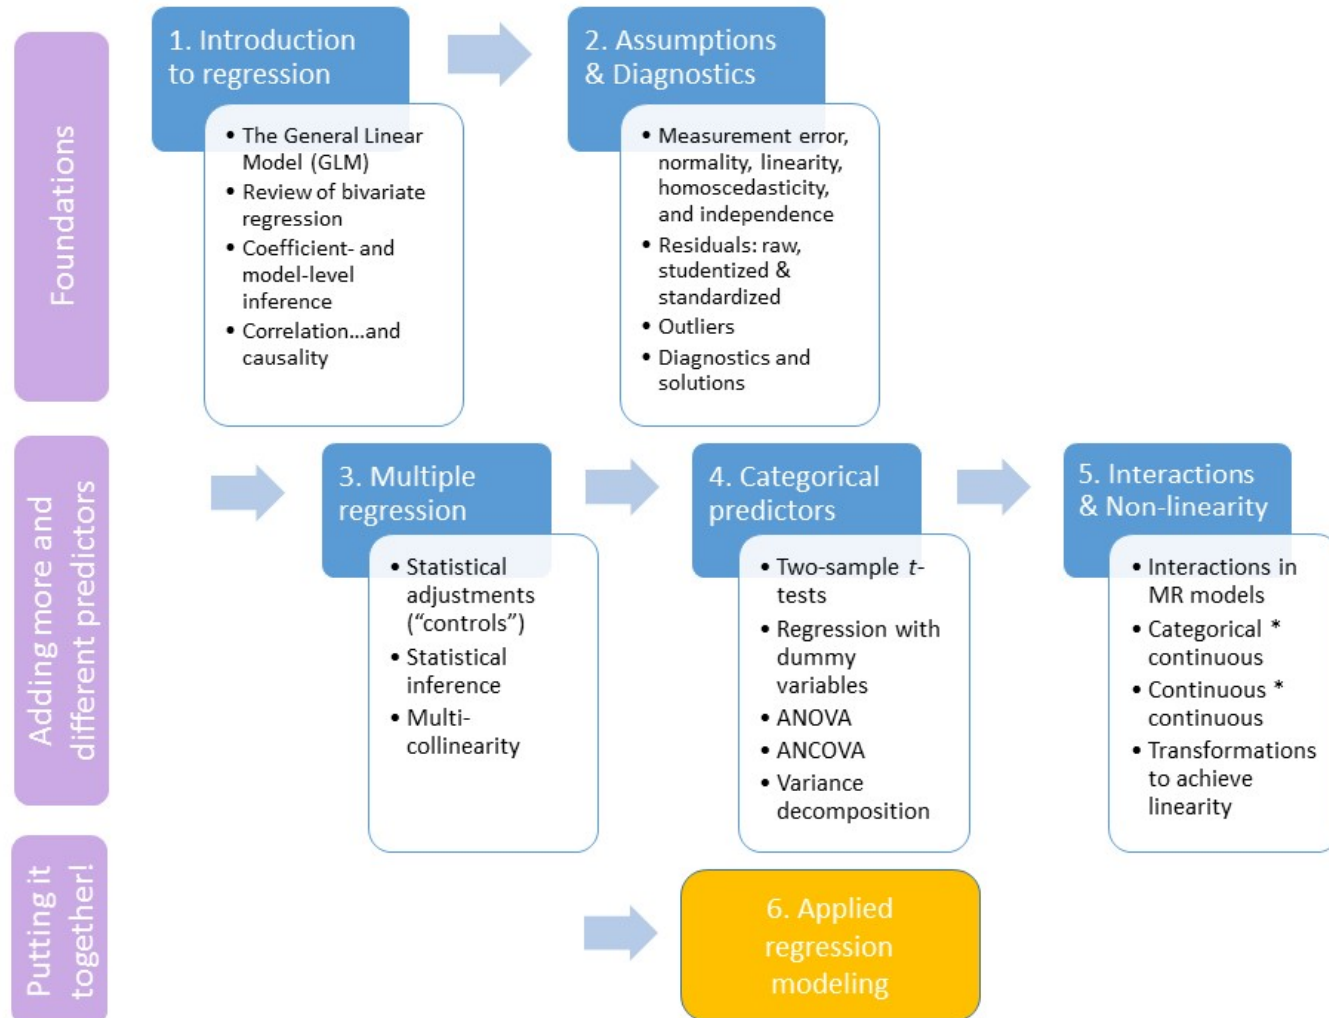 Foundations
1. Introduction
to regression
• The General Linear
Model (GLM)
• Review of bivariate
regression
• Coefficient- and
model-level
inference
• Correlation...and
causality
2. Assumptions
& Diagnostics
• Measurement error,
normality, linearity,
homoscedasticity,
and independence
• Residuals: raw,
studentized &
standardized
• Outliers
• Diagnostics and
solutions
Adding more and
different predictors
3. Multiple
regression
• Statistical
adjustments
(“controls”)
• Statistical
inference
• Multi-
collinearity
4. Categorical
predictors
• Two-sample t-
tests
• Regression with
dummy
variables
• ANOVA
• ANCOVA
• Variance
decomposition
5. Interactions
& Non-linearity
• Interactions in
MR models
• Categorical *
continuous
• Continuous *
continuous
• Transformations
to achieve
linearity
Putting it
together!
6. Applied
regression
modeling